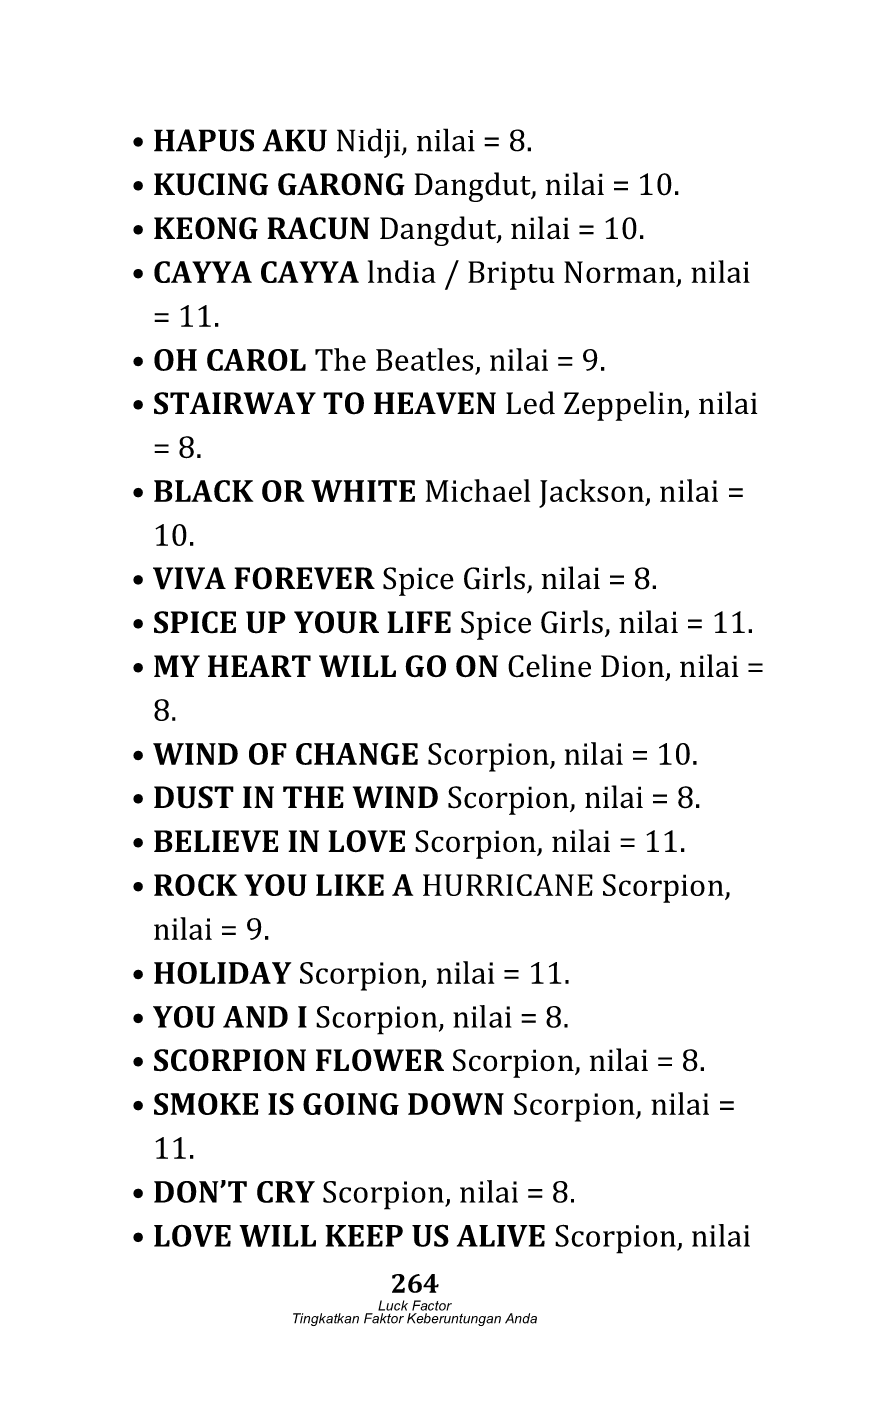 • HAPUS AKU Nidji, nilai = 8.
• KUCING GARONG Dangdut, nilai = 10.
• KEONG RACUN Dangdut, nilai = 10.
• CAYYA CAYYA lndia / Briptu Norman, nilai
= 11.
• OH CAROL The Beatles, nilai = 9.
• STAIRWAY TO HEAVEN Led Zeppelin, nilai
= 8.
• BLACK OR WHITE Michael Jackson, nilai =
10.
• VIVA FOREVER Spice Girls, nilai = 8.
• SPICE UP YOUR LIFE Spice Girls, nilai = 11.
• MY HEART WILL GO ON Celine Dion, nilai =
8.
• WIND OF CHANGE Scorpion, nilai = 10.
• DUST IN THE WIND Scorpion, nilai = 8.
• BELIEVE IN LOVE Scorpion, nilai = 11.
• ROCK YOU LIKE A HURRICANE Scorpion,
nilai = 9.
• HOLIDAY Scorpion, nilai = 11.
• YOU AND I Scorpion, nilai = 8.
• SCORPION FLOWER Scorpion, nilai = 8.
• SMOKE IS GOING DOWN Scorpion, nilai =
11.
• DON’T CRY Scorpion, nilai = 8.
• LOVE WILL KEEP US ALIVE Scorpion, nilai
264
Luck Factor
Tingkatkan Faktor Keberuntungan Anda